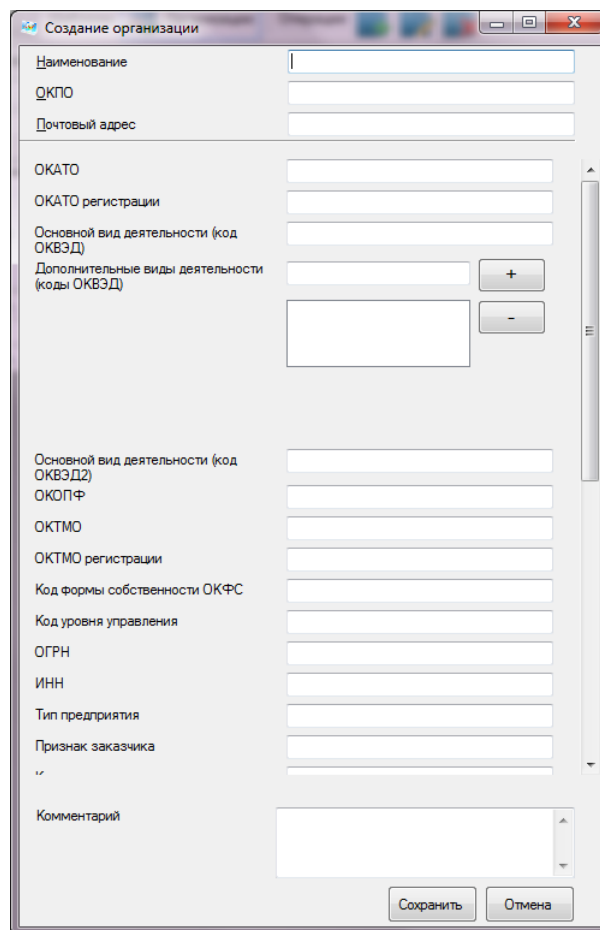 Создание организации
Наименование
ОКПО
Почтовый адрес
ОКАТО
ОКАТО регистрации
Основной вид деятельности (код
ОКВЭД)
Дополнительные виды деятельности
(коды ОКВЭД)
+
-
Основной вид деятельности (код
ОКВЭД2)
ОКОПФ
ОКТМО
ОКТМО регистрации
Код формы собственности ОКФС
Код уровня управления
ОГРН
ИНН
Тип предприятия
Признак заказчика
Комментарий
Сохранить
Отмена